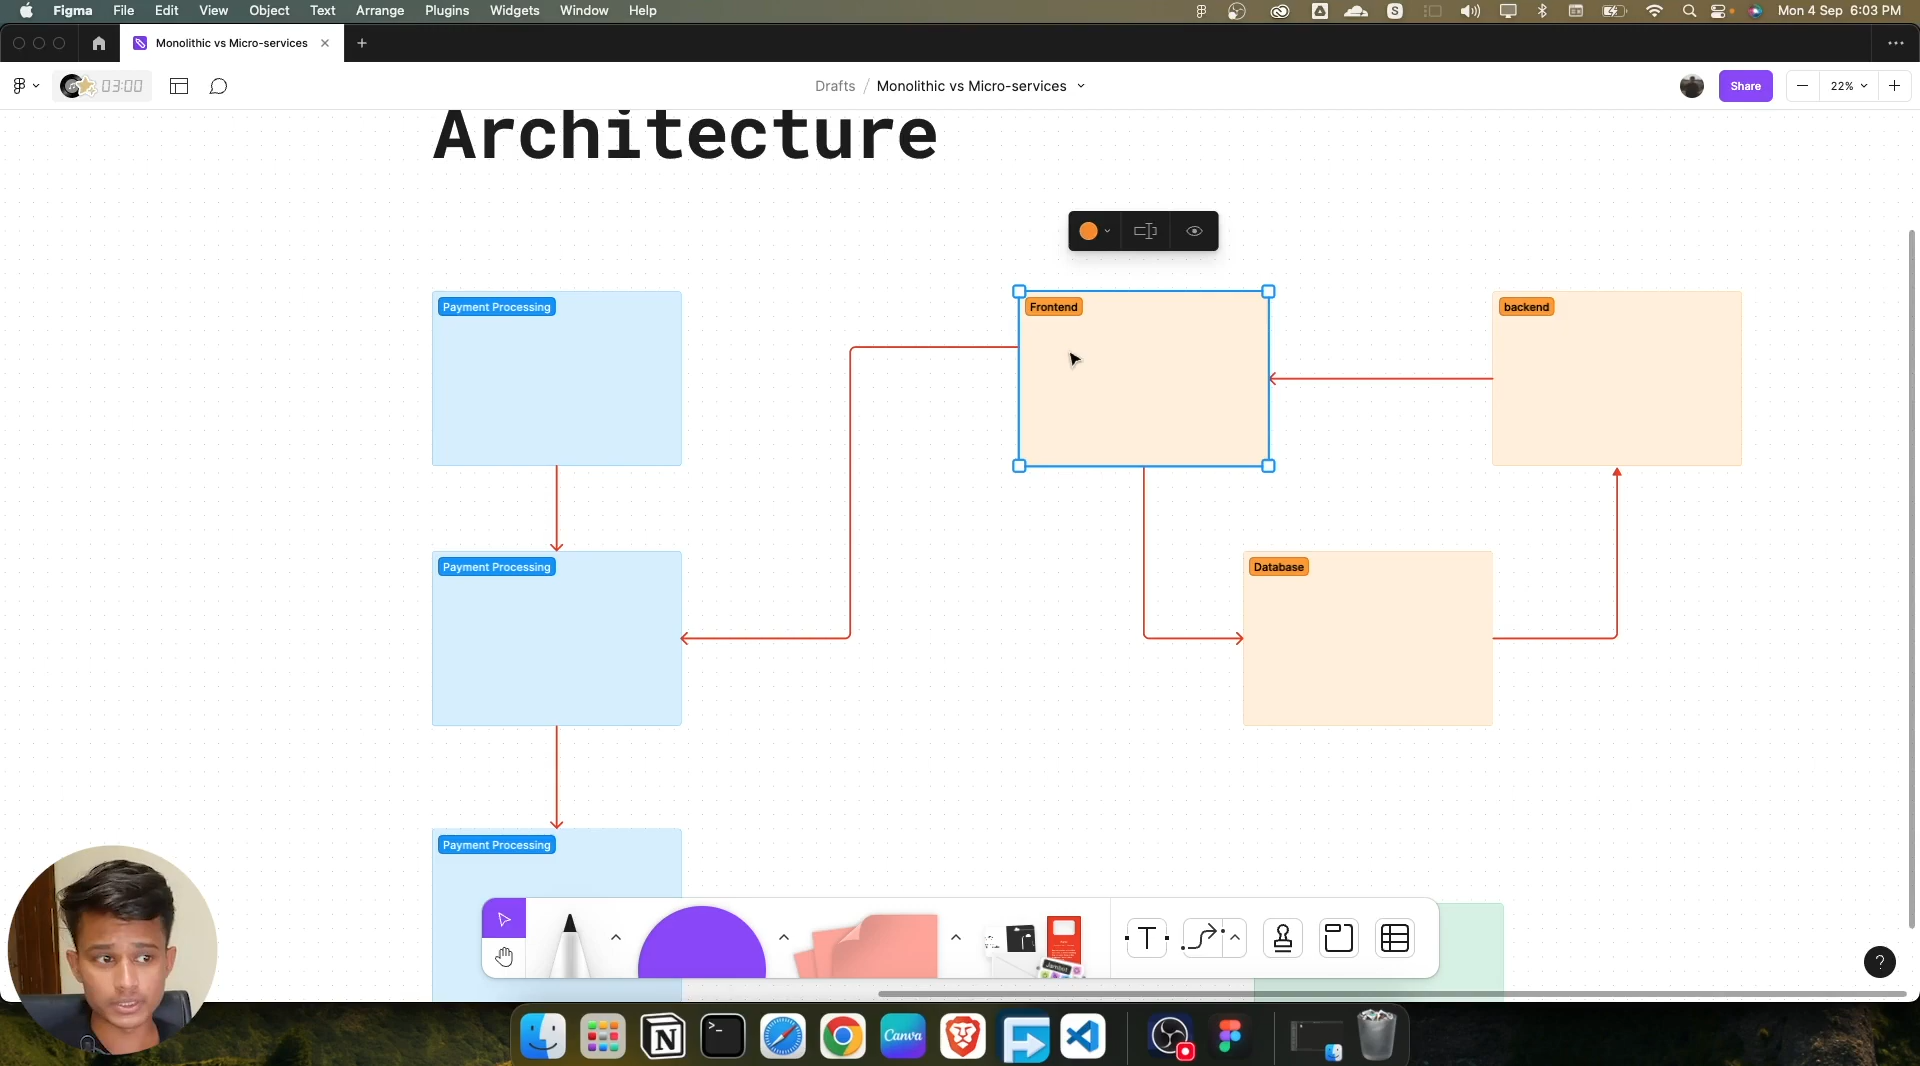 Figma File Edit View Object Text Arrange Plugins Widgets Window Help
Mon 4 Sep 6:03 PM
Monolithic vs Micro-services
03:00
Drafts / Monolithic vs Micro-services
Share
22%
Architecture
Payment Processing
Frontend
backend
Payment Processing
Database
Payment Processing
T
Jambot
?
Canva